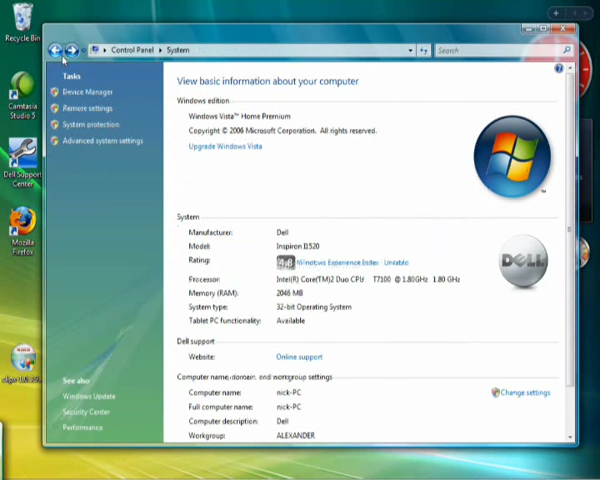 Recycle Bin
Control Panel
System
Search
Camtasia
Studio 5
Dell Support
Center
Mozilla
Firefox
Tasks
Device Manager
Remote settings
System protection
Advanced system settings
See also
Windows Update
Security Center
Performance
View basic information about your computer
Windows edition
Windows Vista™ Home Premium
Copyright © 2006 Microsoft Corporation. All rights reserved.
Upgrade Windows Vista
System
Manufacturer: Dell
Model: Inspiron I1520
Rating: Windows Experience Index
Processor: Intel(R) Core(TM)2 Duo CPU T7100 @ 1.80GHz 1.80 GHz
Memory (RAM): 2046 MB
System type: 32-bit Operating System
Tablet PC functionality: Available
DELL
Dell support
Website: Online support
Computer name, domain, and workgroup settings
Computer name: nick-PC
Change settings
Full computer name: nick-PC
Computer description: Dell
Workgroup: ALEXANDER